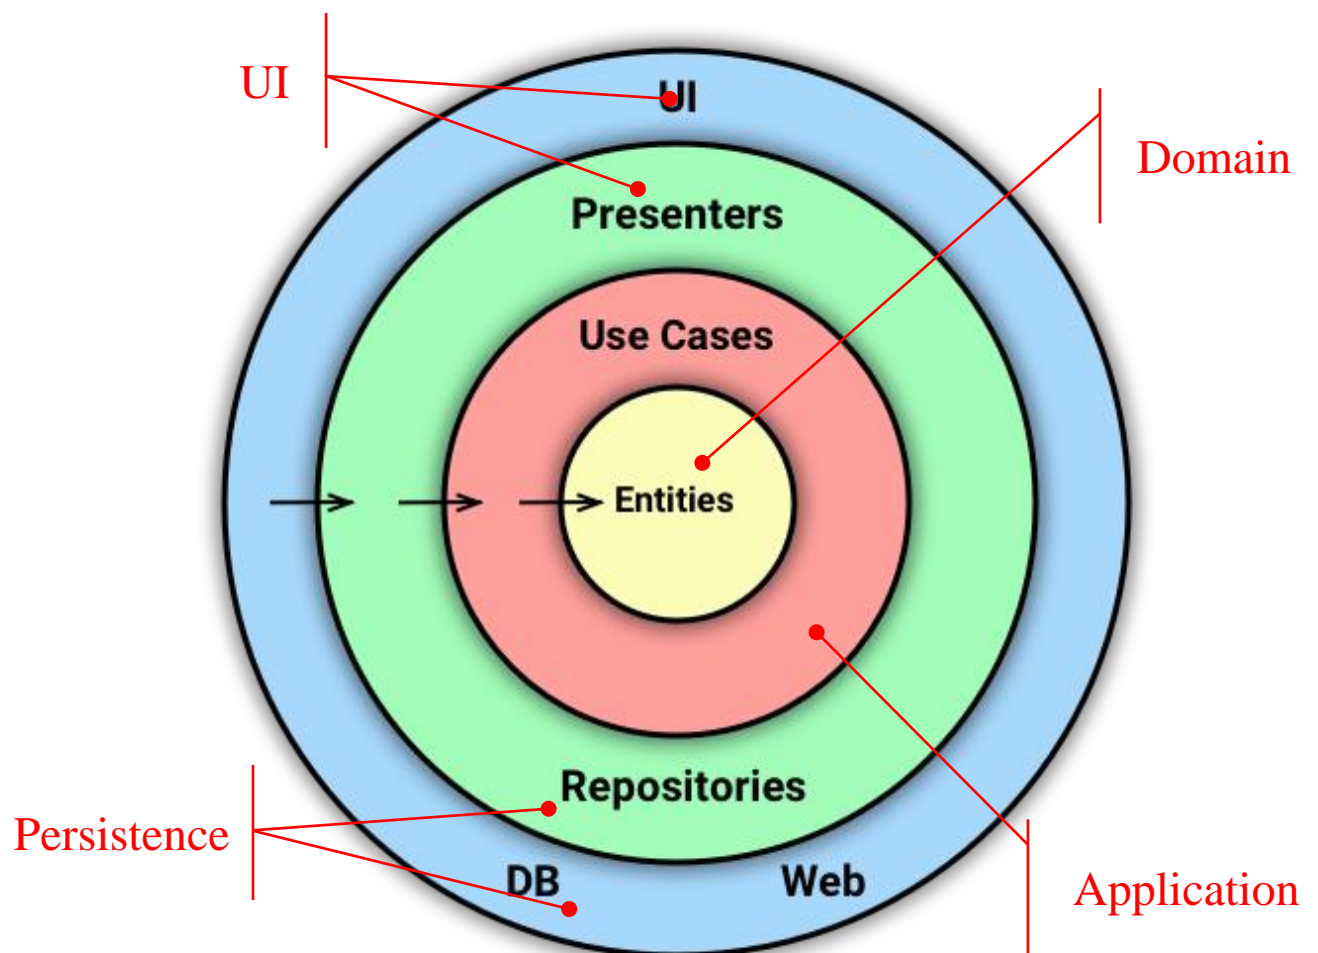 UI
UI
Domain
Presenters
Use Cases
Entities
Repositories
Persistence
DB
Web
Application